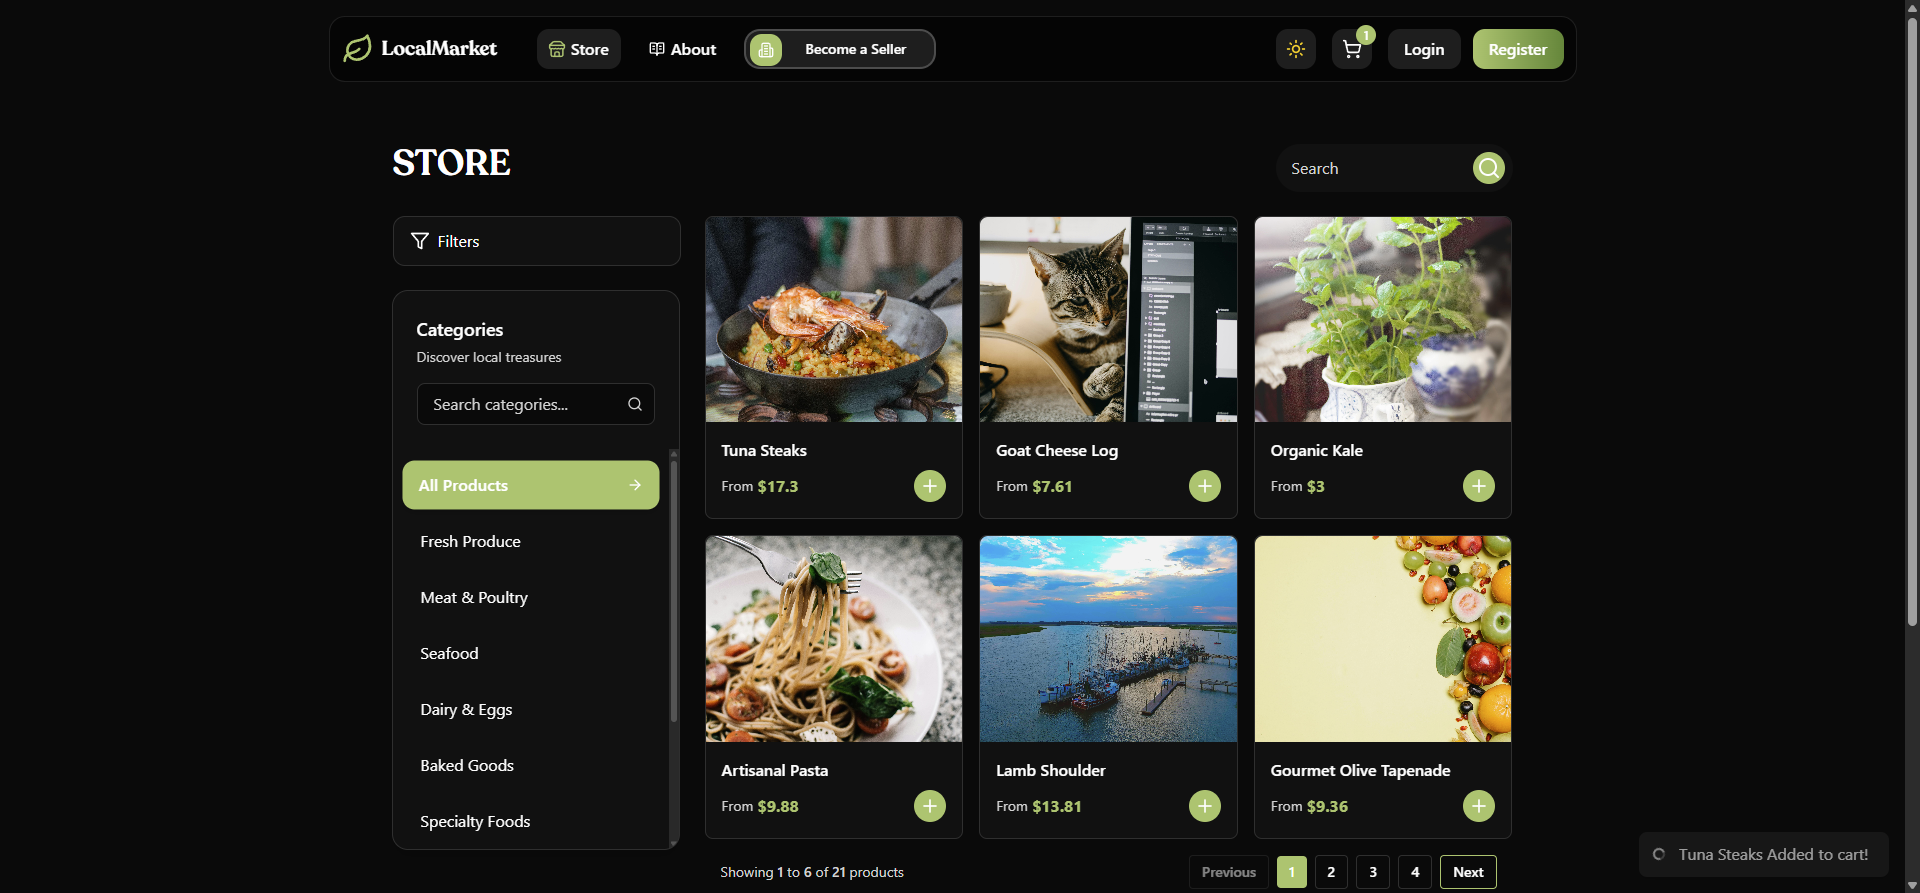 LocalMarket
Store
About
Become a Seller
1
Login
Register
STORE
Search
Filters
Categories
Discover local treasures
Search categories...
All Products
Fresh Produce
Meat & Poultry
Seafood
Dairy & Eggs
Baked Goods
Specialty Foods
Tuna Steaks
From $17.3
Goat Cheese Log
From $7.61
Organic Kale
From $3
Artisanal Pasta
From $9.88
Lamb Shoulder
From $13.81
Gourmet Olive Tapenade
From $9.36
Showing 1 to 6 of 21 products
Previous 1 2 3 4 Next
Tuna Steaks Added to cart!